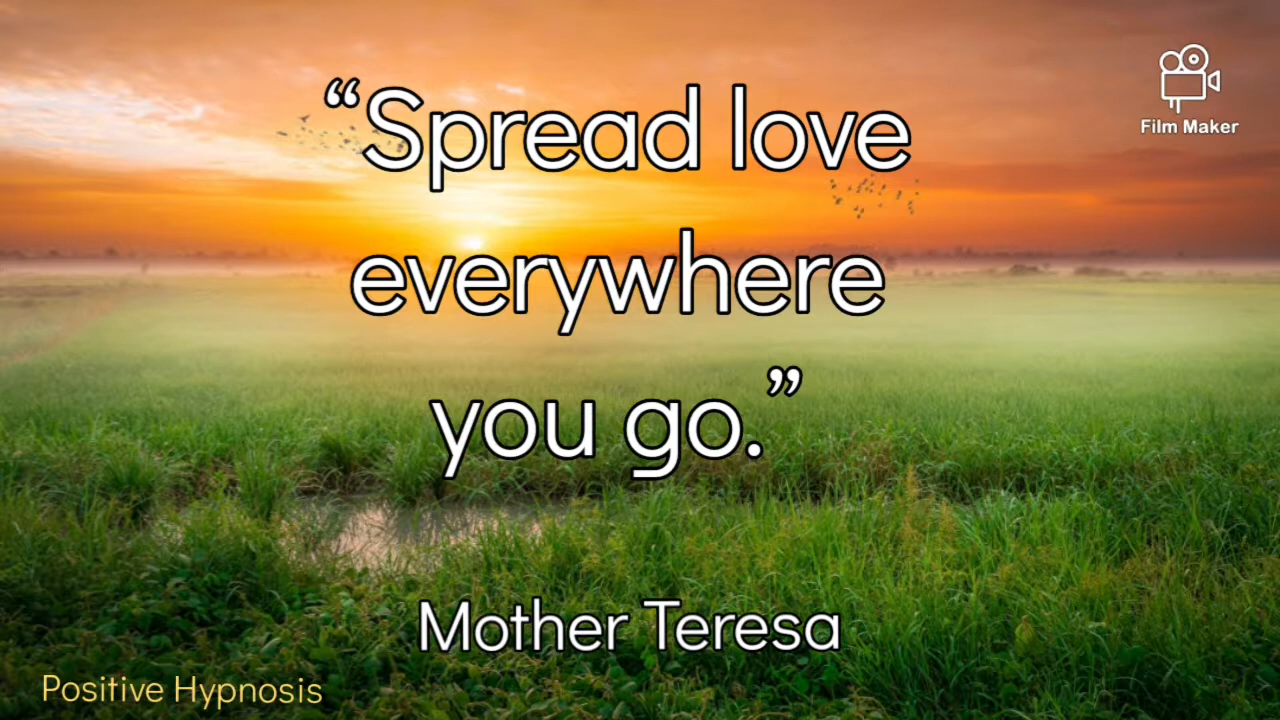 “Spread love
everywhere
you go.”
Mother Teresa
Positive Hypnosis
Film Maker